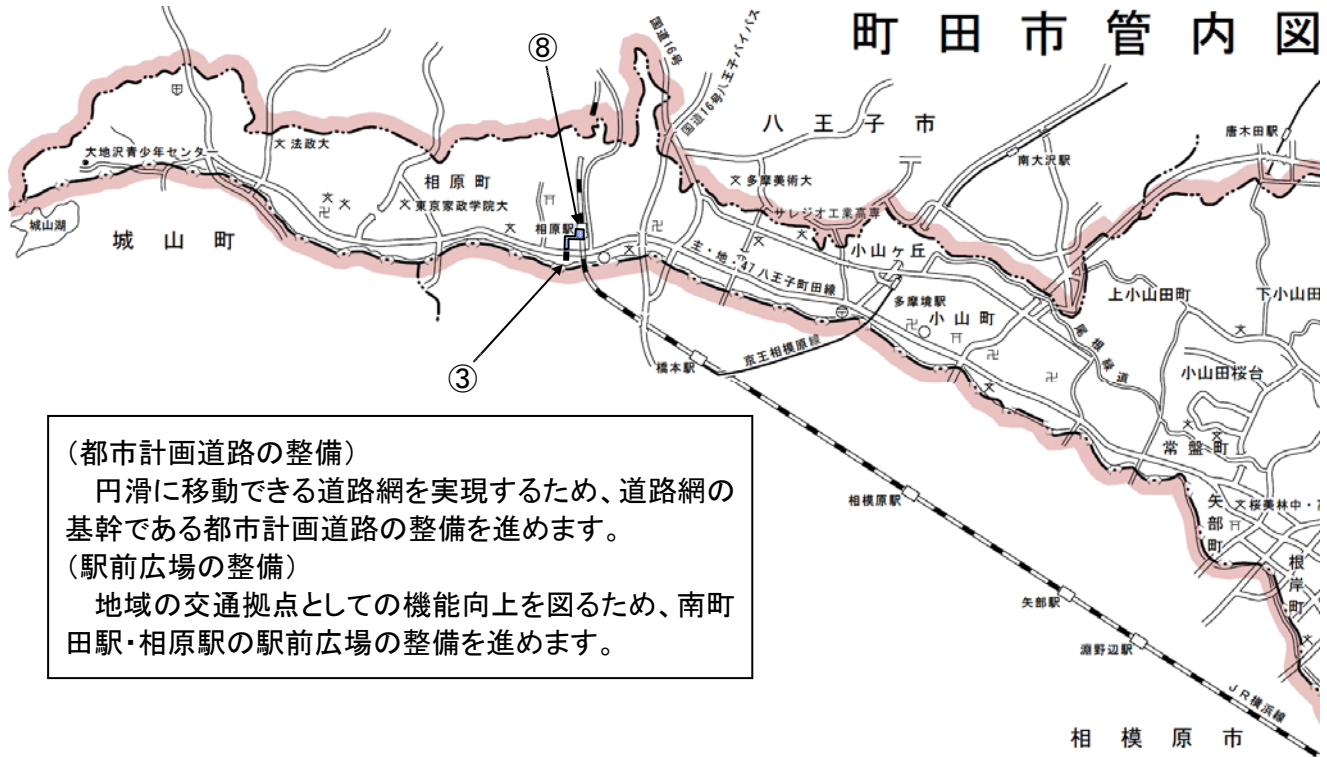 町田市管内図
⑧
国道16号
国道16号八王子バイパス
八王子市
唐木田駅
南大沢駅
文法政大
大地沢青少年センター
相原町
文多摩美術大
文東京家政学院大
サレジオ工業高専
城山湖
城山町
相原駅
小山ヶ丘
主・地・47八王子町田線
多摩境駅
上小山田町
下小山田
小山町
尾根緑道
京王相模原線
橋本駅
③
小山田桜台
常盤町
(都市計画道路の整備)
円滑に移動できる道路網を実現するため、道路網の
基幹である都市計画道路の整備を進めます。
(駅前広場の整備)
地域の交通拠点としての機能向上を図るため、南町
田駅・相原駅の駅前広場の整備を進めます。
相模原駅
矢部町
文桜美林中・高
根岸町
矢部駅
淵野辺駅
JR横浜線
相模原市